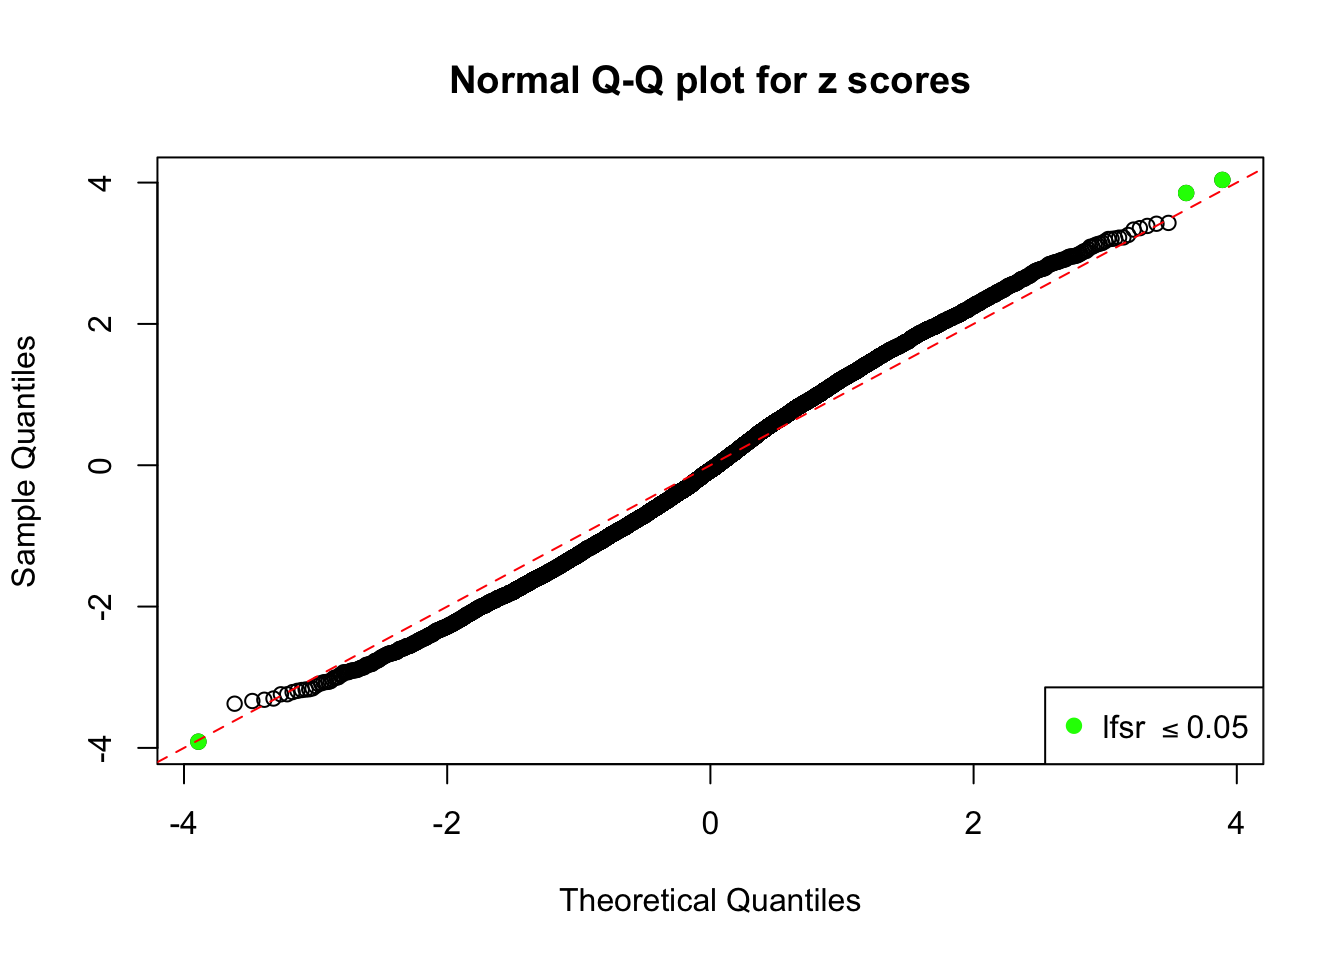 Normal Q-Q plot for z scores
Sample Quantiles
4
2
0
-2
-4
-4
-2
0
2
4
Theoretical Quantiles
lfsr ≤ 0.05